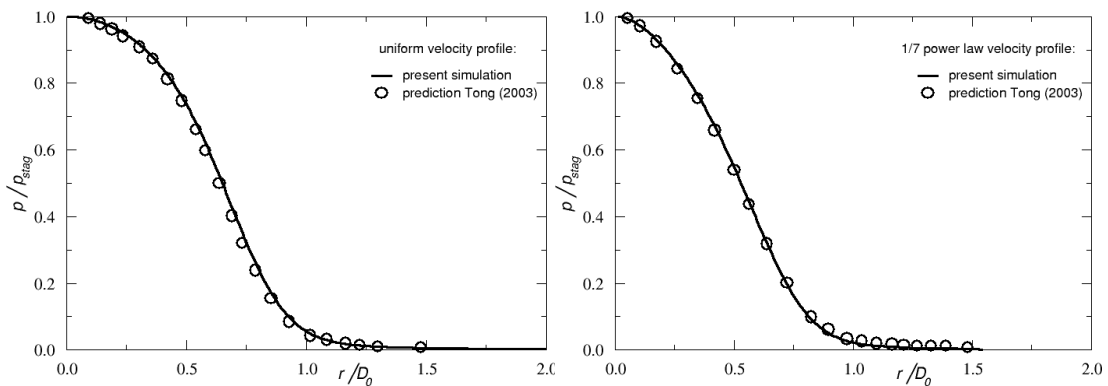 1.0
0.8
0.6
0.4
0.2
0.0
p / p_stag
uniform velocity profile:
present simulation
prediction Tong (2003)
0.0 0.5 1.0 1.5 2.0
r / D_0
1.0
0.8
0.6
0.4
0.2
0.0
p / p_stag
1/7 power law velocity profile:
present simulation
prediction Tong (2003)
0.0 0.5 1.0 1.5 2.0
r / D_0